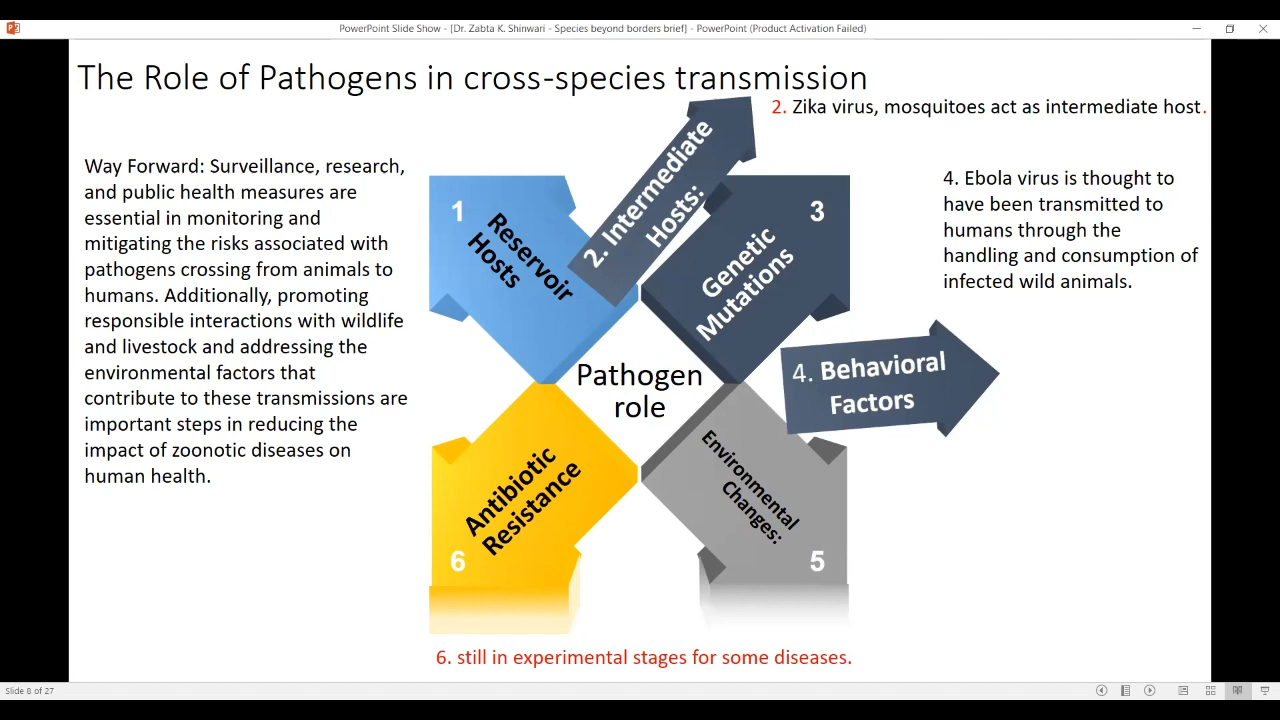 PowerPoint Slide Show - [Dr. Zabta K. Shinwari - Species beyond borders brief] - PowerPoint (Product Activation Failed)
The Role of Pathogens in cross-species transmission
2. Zika virus, mosquitoes act as intermediate host.
Way Forward: Surveillance, research,
and public health measures are
essential in monitoring and
mitigating the risks associated with
pathogens crossing from animals to
humans. Additionally, promoting
responsible interactions with wildlife
and livestock and addressing the
environmental factors that
contribute to these transmissions are
important steps in reducing the
impact of zoonotic diseases on
human health.
1
Reservoir
Hosts
2. Intermediate
Hosts:
3
Genetic
Mutations
4. Ebola virus is thought to
have been transmitted to
humans through the
handling and consumption of
infected wild animals.
Pathogen
role
4. Behavioral
Factors
Antibiotic
Resistance
6
Environmental
Changes:
5
6. still in experimental stages for some diseases.
Slide 8 of 27